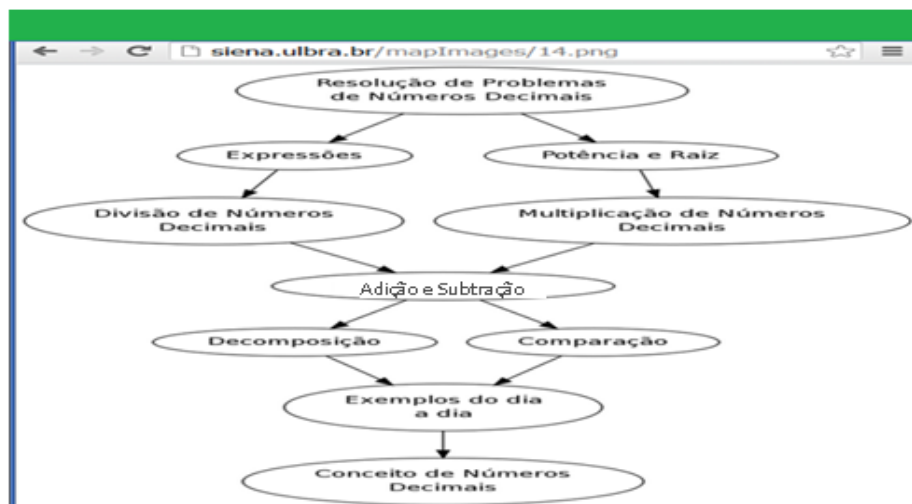 siena.ulbra.br/mapImages/14.png
Resolução de Problemas
de Números Decimais
Expressões
Potência e Raiz
Divisão de Números
Decimais
Multiplicação de Números
Decimais
Adição e Subtração
Decomposição
Comparação
Exemplos do dia
a dia
Conceito de Números
Decimais